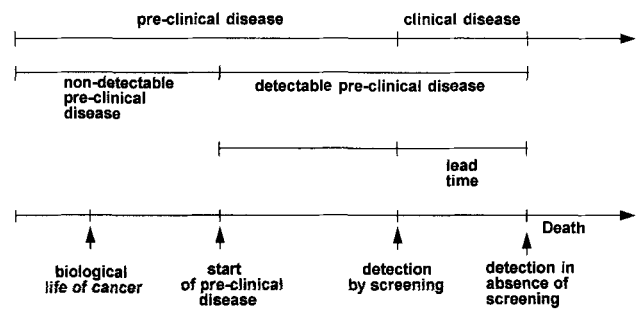 pre-clinical disease clinical disease
non-detectable
pre-clinical
disease
detectable pre-clinical disease
lead
time
Death
biological
life of cancer
start
of pre-clinical
disease
detection
by screening
detection in
absence of
screening